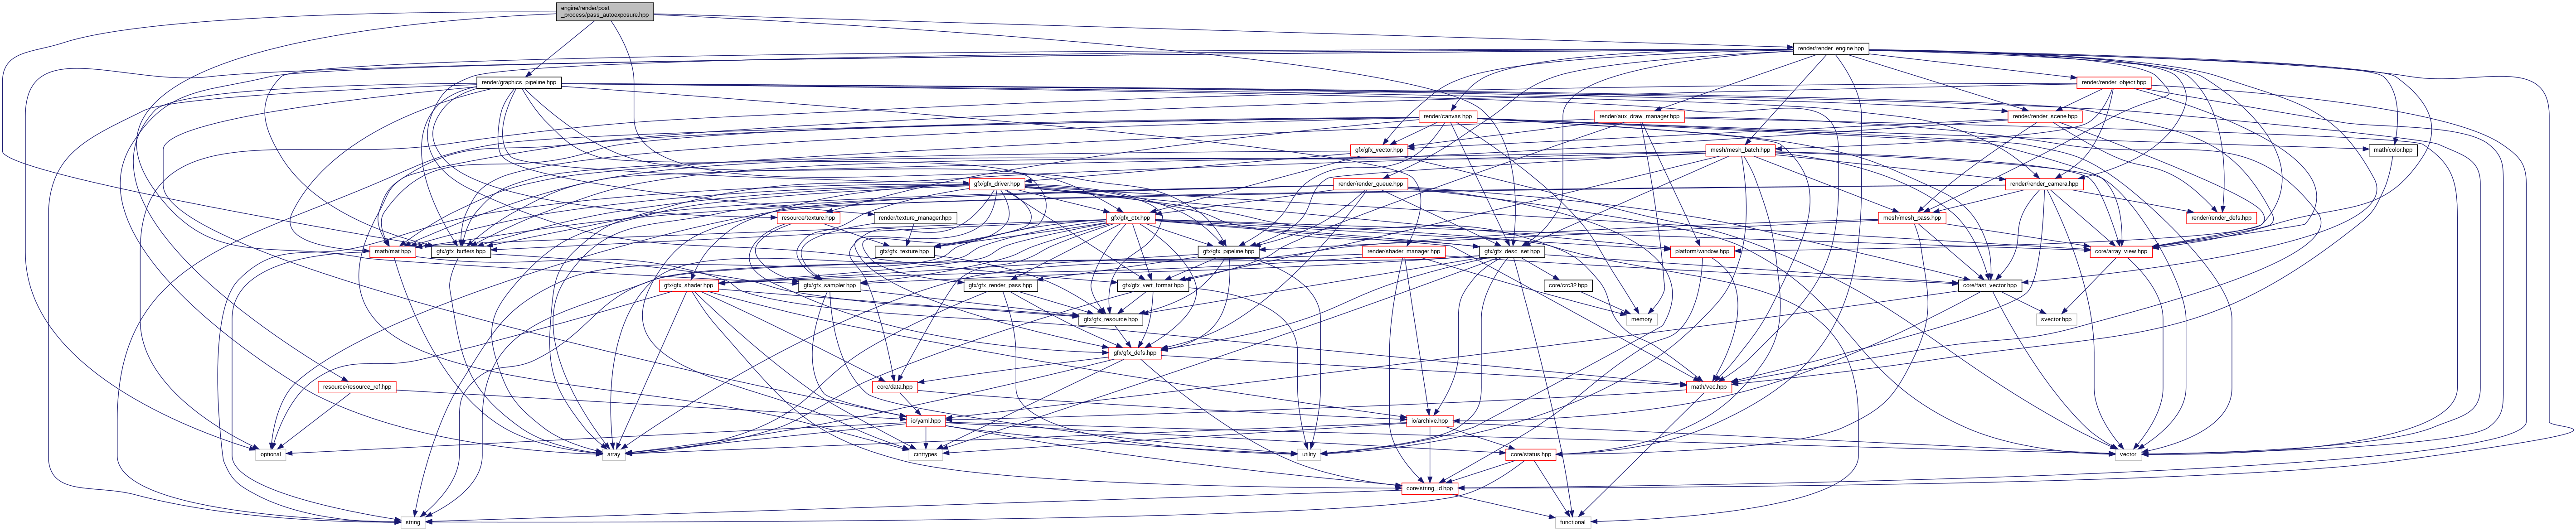 engine/render/post
_process/pass_autoexposure.hpp
render/render_engine.hpp
render/graphics_pipeline.hpp
render/render_object.hpp
render/canvas.hpp
render/aux_draw_manager.hpp
render/render_scene.hpp
gfx/gfx_vector.hpp
mesh/mesh_batch.hpp
math/color.hpp
gfx/gfx_driver.hpp
render/render_queue.hpp
render/render_camera.hpp
resource/texture.hpp
render/texture_manager.hpp
gfx/gfx_ctx.hpp
mesh/mesh_pass.hpp
render/render_defs.hpp
math/mat.hpp
gfx/gfx_buffers.hpp
gfx/gfx_texture.hpp
gfx/gfx_pipeline.hpp
render/shader_manager.hpp
gfx/gfx_desc_set.hpp
platform/window.hpp
core/array_view.hpp
gfx/gfx_shader.hpp
gfx/gfx_sampler.hpp
gfx/gfx_render_pass.hpp
gfx/gfx_vert_format.hpp
core/crc32.hpp
core/fast_vector.hpp
gfx/gfx_resource.hpp
memory
svector.hpp
gfx/gfx_defs.hpp
resource/resource_ref.hpp
core/data.hpp
math/vec.hpp
io/yaml.hpp
io/archive.hpp
optional
array
cinttypes
utility
core/status.hpp
vector
core/string_id.hpp
string
functional